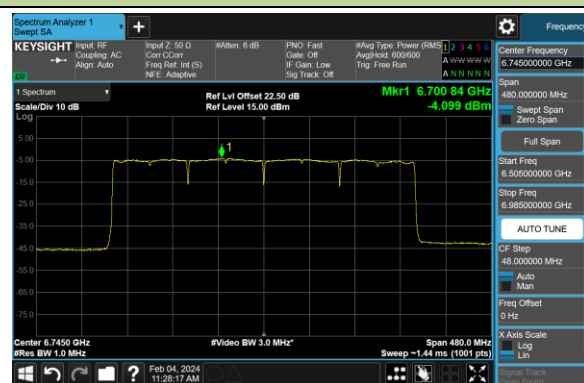 Spectrum Analyzer 1
Swept SA
Frequency
KEYSIGHT
Input: RF
Coupling: AC
Align: Auto
Input Z: 50 Ω
Corr CCorr
Freq Ref: Int (S)
NFE: Adaptive
#Atten: 6 dB
PNO: Fast
Gate: Off
IF Gain: Low
Sig Track: Off
#Avg Type: Power (RMS
Avg|Hold: 600/600
Trig: Free Run
1 2 3 4 5 6
A W W W W W
A N N N N N
LW
1 Spectrum
Scale/Div 10 dB
Log
Ref Lvl Offset 22.50 dB
Ref Level 15.00 dBm
Mkr1 6.700 84 GHz
-4.099 dBm
5.00
-5.00
-15.0
-25.0
-35.0
-45.0
-55.0
-65.0
-75.0
1
Center 6.7450 GHz
#Res BW 1.0 MHz
#Video BW 3.0 MHz*
Span 480.0 MHz
Sweep ~1.44 ms (1001 pts)
Center Frequency
6.745000000 GHz
Span
480.000000 MHz
Swept Span
Zero Span
Full Span
Start Freq
6.505000000 GHz
Stop Freq
6.985000000 GHz
AUTO TUNE
CF Step
48.000000 MHz
Auto
Man
Freq Offset
0 Hz
X Axis Scale
Log
Lin
Signal Track
Feb 04, 2024
11:28:17 AM